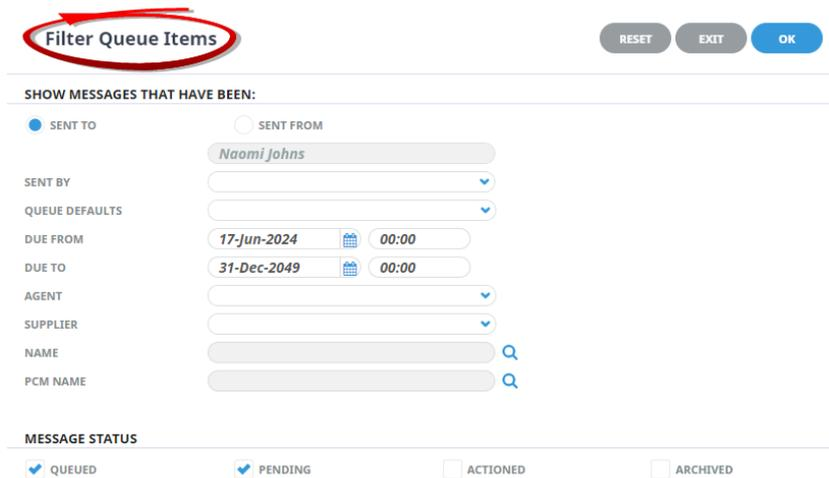 Filter Queue Items
RESET EXIT OK
SHOW MESSAGES THAT HAVE BEEN:
SENT TO SENT FROM
Naomi Johns
SENT BY
QUEUE DEFAULTS
DUE FROM 17-Jun-2024 00:00
DUE TO 31-Dec-2049 00:00
AGENT
SUPPLIER
NAME
PCM NAME
MESSAGE STATUS
QUEUED PENDING ACTIONED ARCHIVED